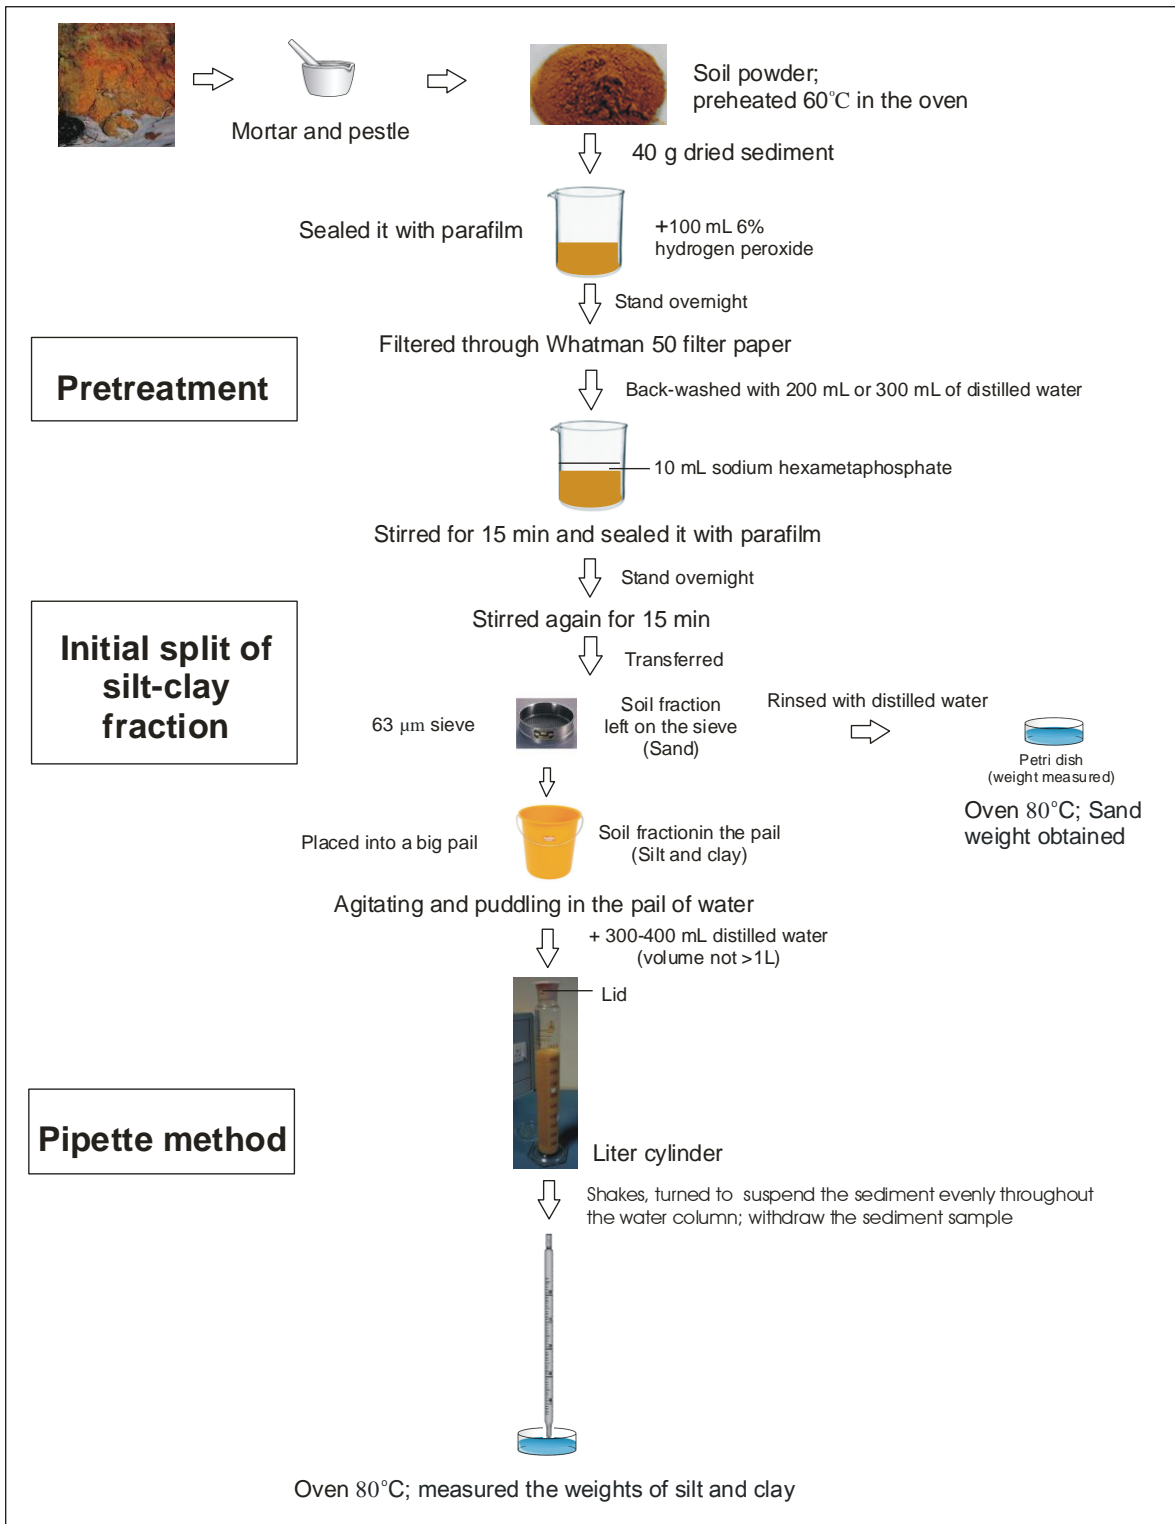 Mortar and pestle
Soil powder;
preheated 60°C in the oven
40 g dried sediment
Sealed it with parafilm
+100 mL 6%
hydrogen peroxide
Stand overnight
Filtered through Whatman 50 filter paper
Pretreatment
Back-washed with 200 mL or 300 mL of distilled water
10 mL sodium hexametaphosphate
Stirred for 15 min and sealed it with parafilm
Stand overnight
Stirred again for 15 min
Initial split of
silt-clay
fraction
Transferred
63 µm sieve
Soil fraction
left on the sieve
(Sand)
Rinsed with distilled water
Petri dish
(weight measured)
Oven 80°C; Sand
weight obtained
Placed into a big pail
Soil fractionin the pail
(Silt and clay)
Agitating and puddling in the pail of water
+ 300-400 mL distilled water
(volume not >1L)
Lid
Pipette method
Liter cylinder
Shakes, turned to suspend the sediment evenly throughout
the water column; withdraw the sediment sample
Oven 80°C; measured the weights of silt and clay